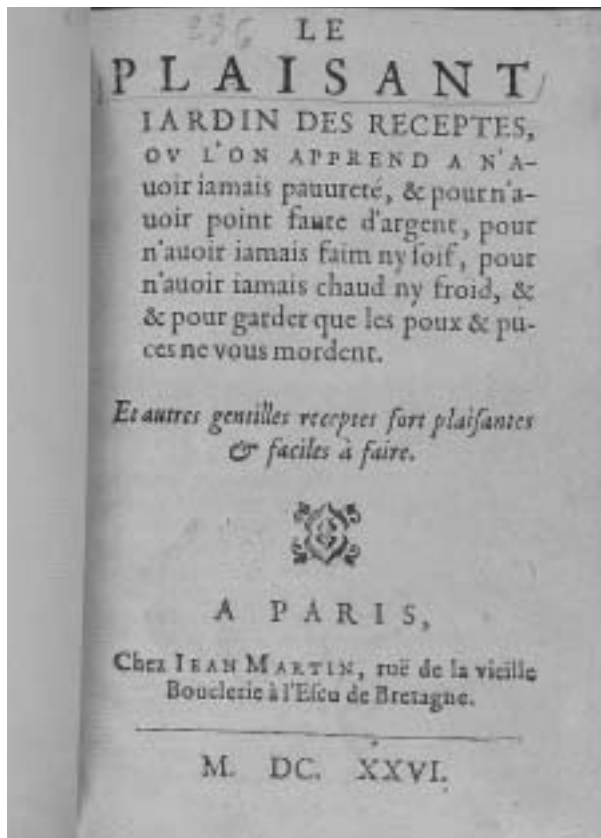 236
LE
PLAISANT
IARDIN DES RECEPTES,
OV L'ON APPREND A N'A-
uoir iamais pauureté, & pour n'a-
uoir point faute d'argent, pour
n'auoir iamais faim ny soif, pour
n'auoir iamais chaud ny froid, &
& pour garder que les poux & pu-
ces ne vous mordent.
Et autres gentilles receptes fort plaisantes
& faciles à faire.
A PARIS,
Chez IEAN MARTIN, ruë de la vieille
Bouclerie à l'Escu de Bretagne.
M. DC. XXVI.